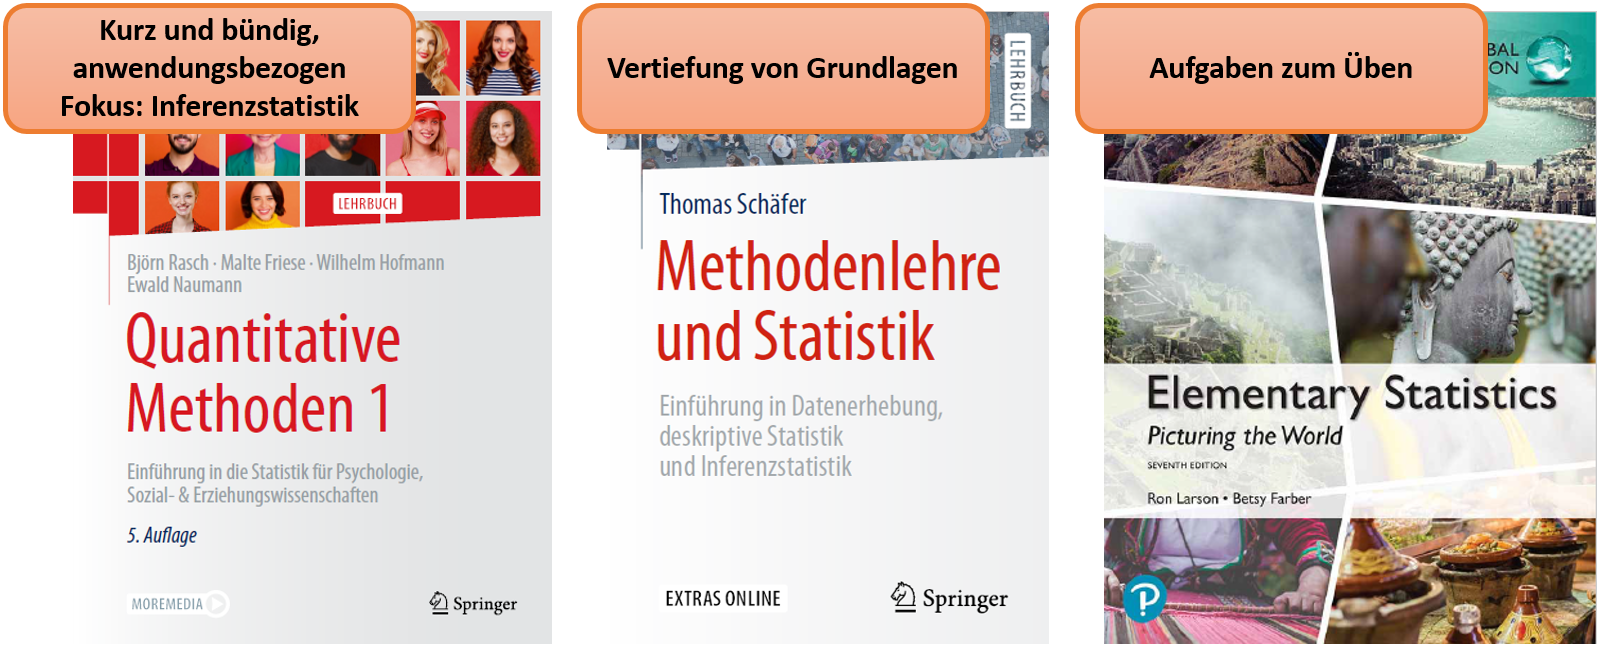 Kurz und bündig,
anwendungsbezogen
Fokus: Inferenzstatistik
LEHRBUCH
Björn Rasch · Malte Friese · Wilhelm Hofmann
Ewald Naumann
Quantitative
Methoden 1
Einführung in die Statistik für Psychologie,
Sozial- & Erziehungswissenschaften
5. Auflage
MOREMEDIA
Springer
Vertiefung von Grundlagen
LEHRBUCH
Thomas Schäfer
Methodenlehre
und Statistik
Einführung in Datenerhebung,
deskriptive Statistik
und Inferenzstatistik
EXTRAS ONLINE
Springer
Aufgaben zum Üben
BAL
ON
Elementary Statistics
Picturing the World
SEVENTH EDITION
Ron Larson • Betsy Farber
P